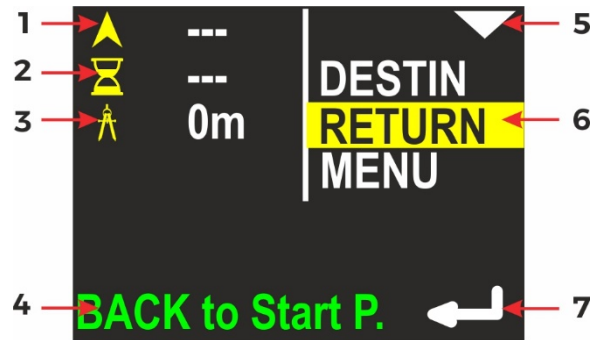 1 --- 5
2 --- DESTIN
3 0m RETURN 6
MENU
4 BACK to Start P. 7